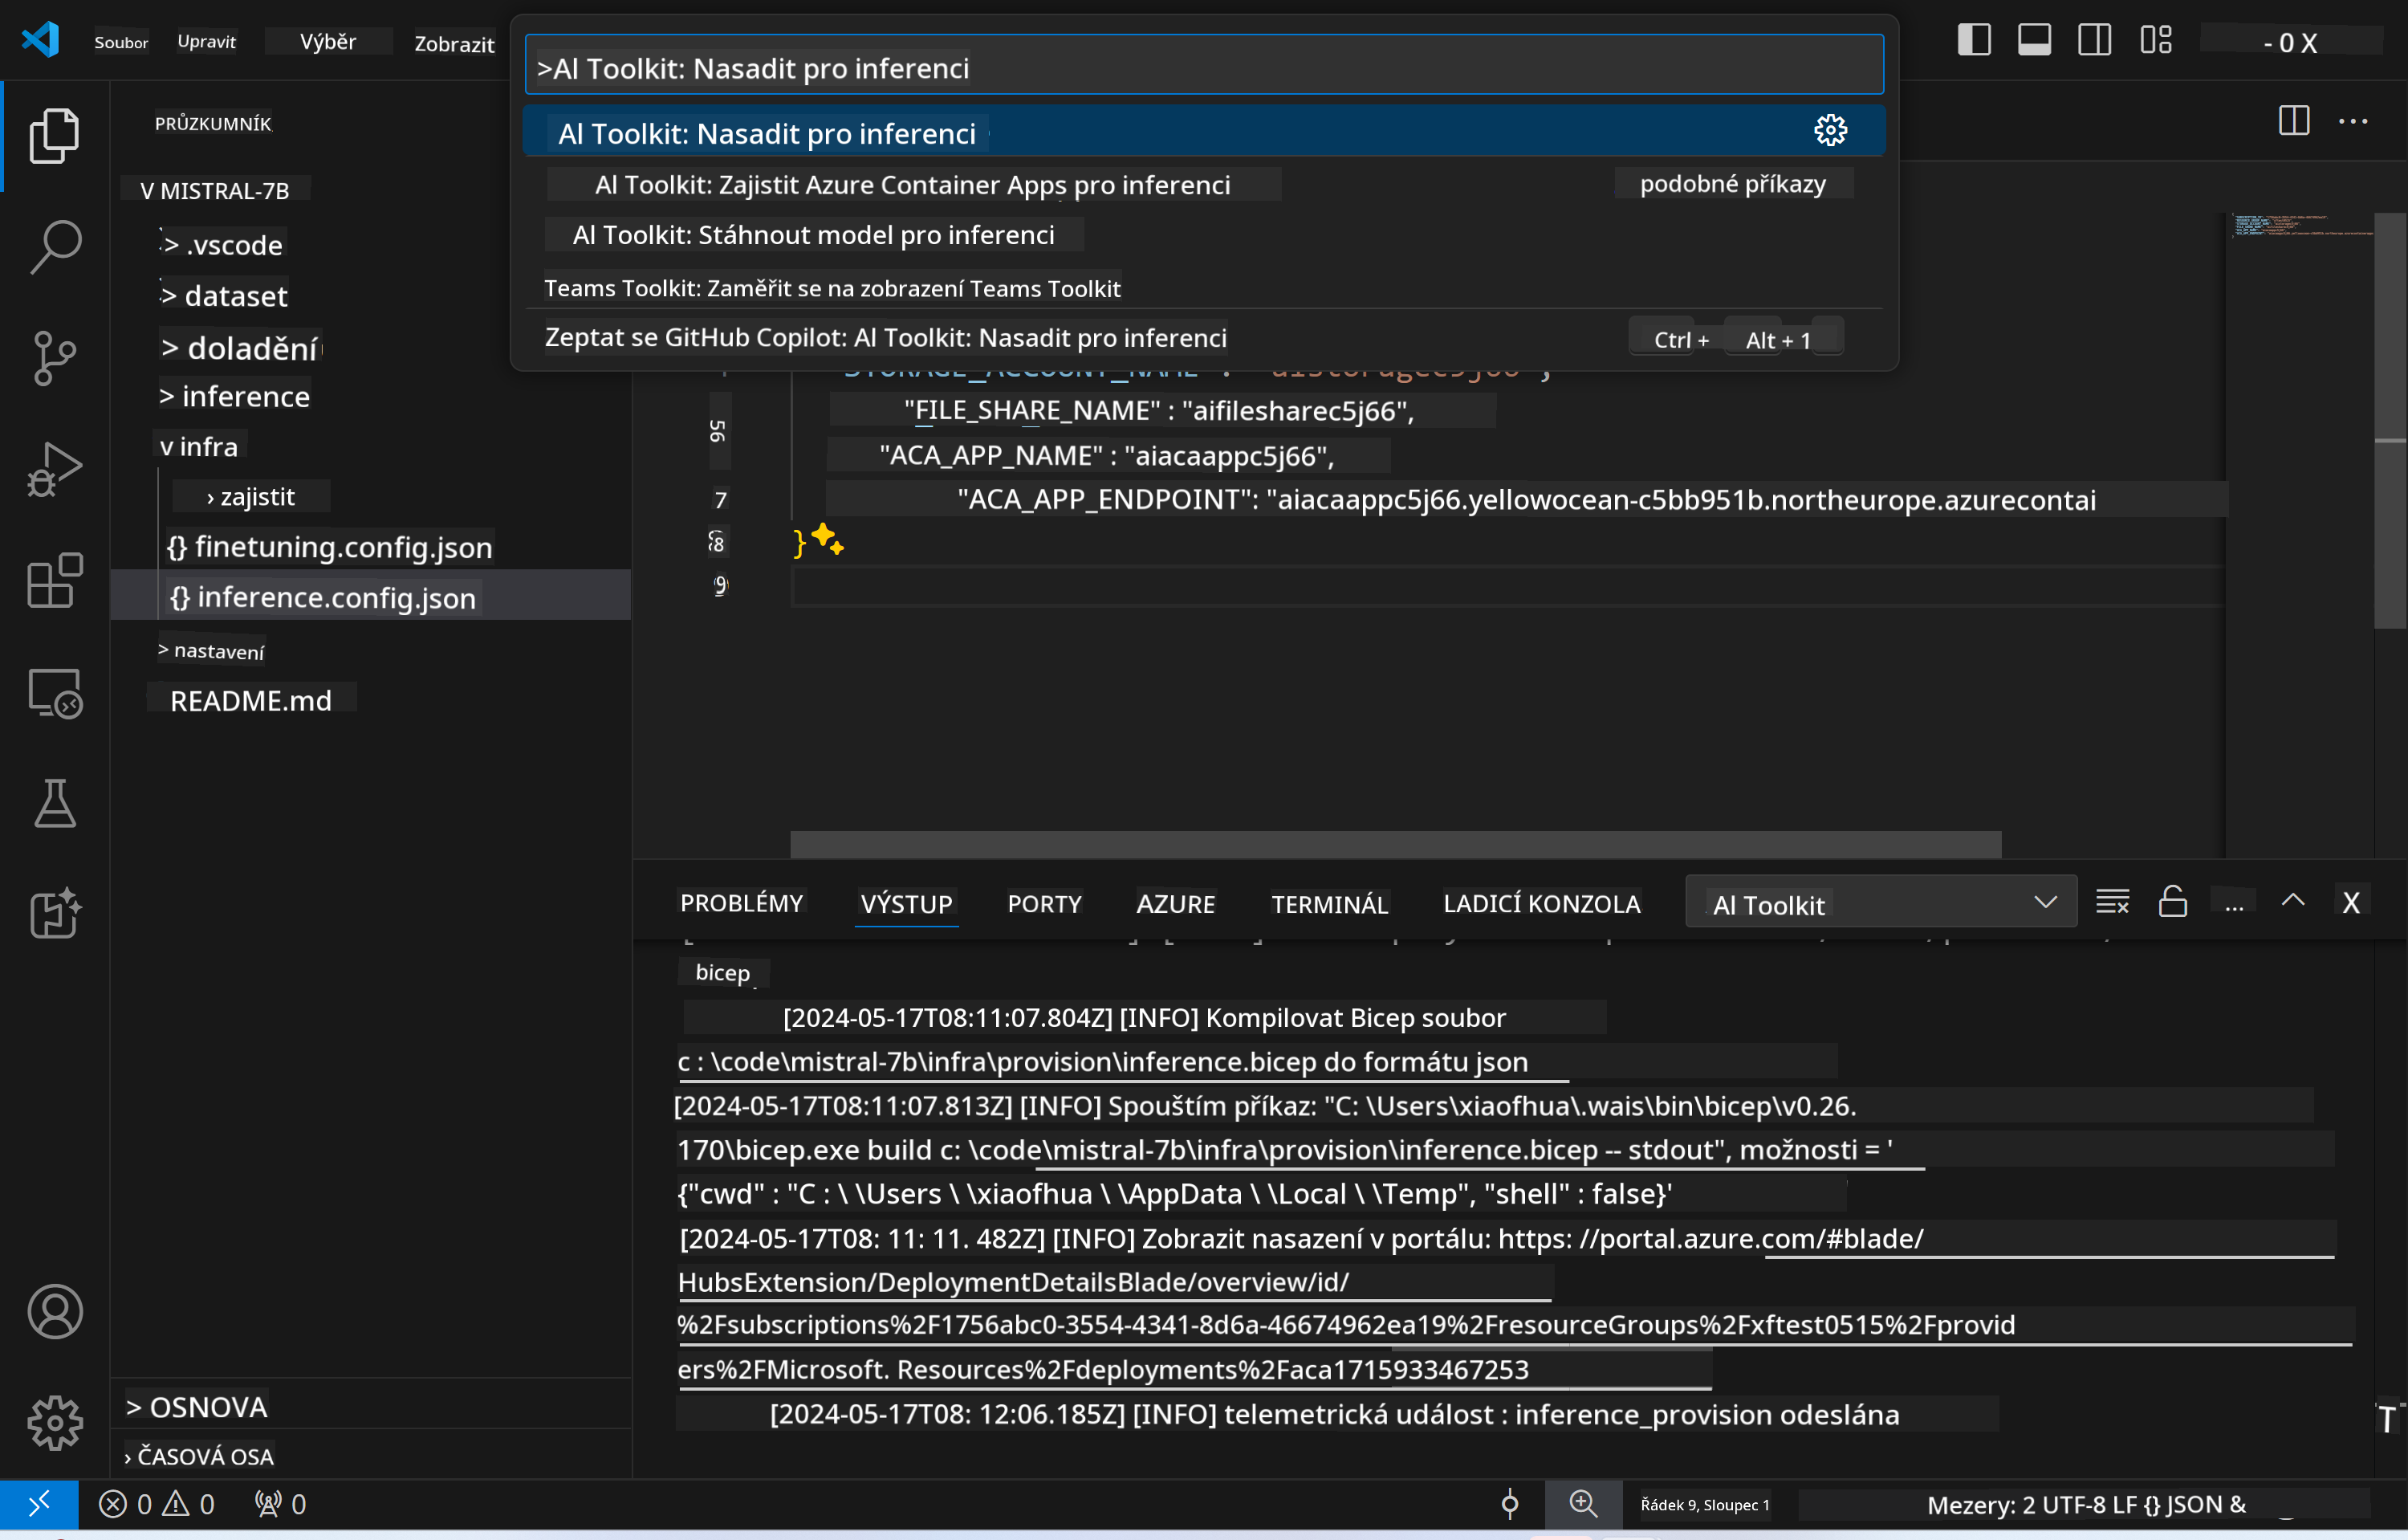 Soubor Upravit Výběr Zobrazit
- 0 X
>Al Toolkit: Nasadit pro inferenci
Al Toolkit: Nasadit pro inferenci
Al Toolkit: Zajistit Azure Container Apps pro inferenci podobné příkazy
Al Toolkit: Stáhnout model pro inferenci
Teams Toolkit: Zaměřit se na zobrazení Teams Toolkit
Zeptat se GitHub Copilot: Al Toolkit: Nasadit pro inferenci Ctrl + Alt + 1
PRŮZKUMNÍK
V MISTRAL-7B
> .vscode
> dataset
> doladění
> inference
v infra
› zajistit
{} finetuning.config.json
{} inference.config.json
> nastavení
README.md
> OSNOVA
› ČASOVÁ OSA
56
"FILE_SHARE_NAME" : "aifilesharec5j66",
"ACA_APP_NAME" : "aiacaappc5j66",
7 "ACA_APP_ENDPOINT": "aiacaappc5j66.yellowocean-c5bb951b.northeurope.azurecontai
8 }
9
PROBLÉMY VÝSTUP PORTY AZURE TERMINÁL LADICÍ KONZOLA Al Toolkit ... X
bicep
[2024-05-17T08:11:07.804Z] [INFO] Kompilovat Bicep soubor
c : \code\mistral-7b\infra\provision\inference.bicep do formátu json
[2024-05-17T08:11:07.813Z] [INFO] Spouštím příkaz: "C: \Users\xiaofhua\.wais\bin\bicep\v0.26.
170\bicep.exe build c: \code\mistral-7b\infra\provision\inference.bicep -- stdout", možnosti = '
{"cwd" : "C : \ \Users \ \xiaofhua \ \AppData \ \Local \ \Temp", "shell" : false}'
[2024-05-17T08: 11: 11. 482Z] [INFO] Zobrazit nasazení v portálu: https: //portal.azure.com/#blade/
HubsExtension/DeploymentDetailsBlade/overview/id/
%2Fsubscriptions%2F1756abc0-3554-4341-8d6a-46674962ea19%2FresourceGroups%2Fxftest0515%2Fprovid
ers%2FMicrosoft. Resources%2Fdeployments%2Faca1715933467253
[2024-05-17T08: 12:06.185Z] [INFO] telemetrická událost : inference_provision odeslána
T
0 0 0
Řádek 9, Sloupec 1 Mezery: 2 UTF-8 LF {} JSON &